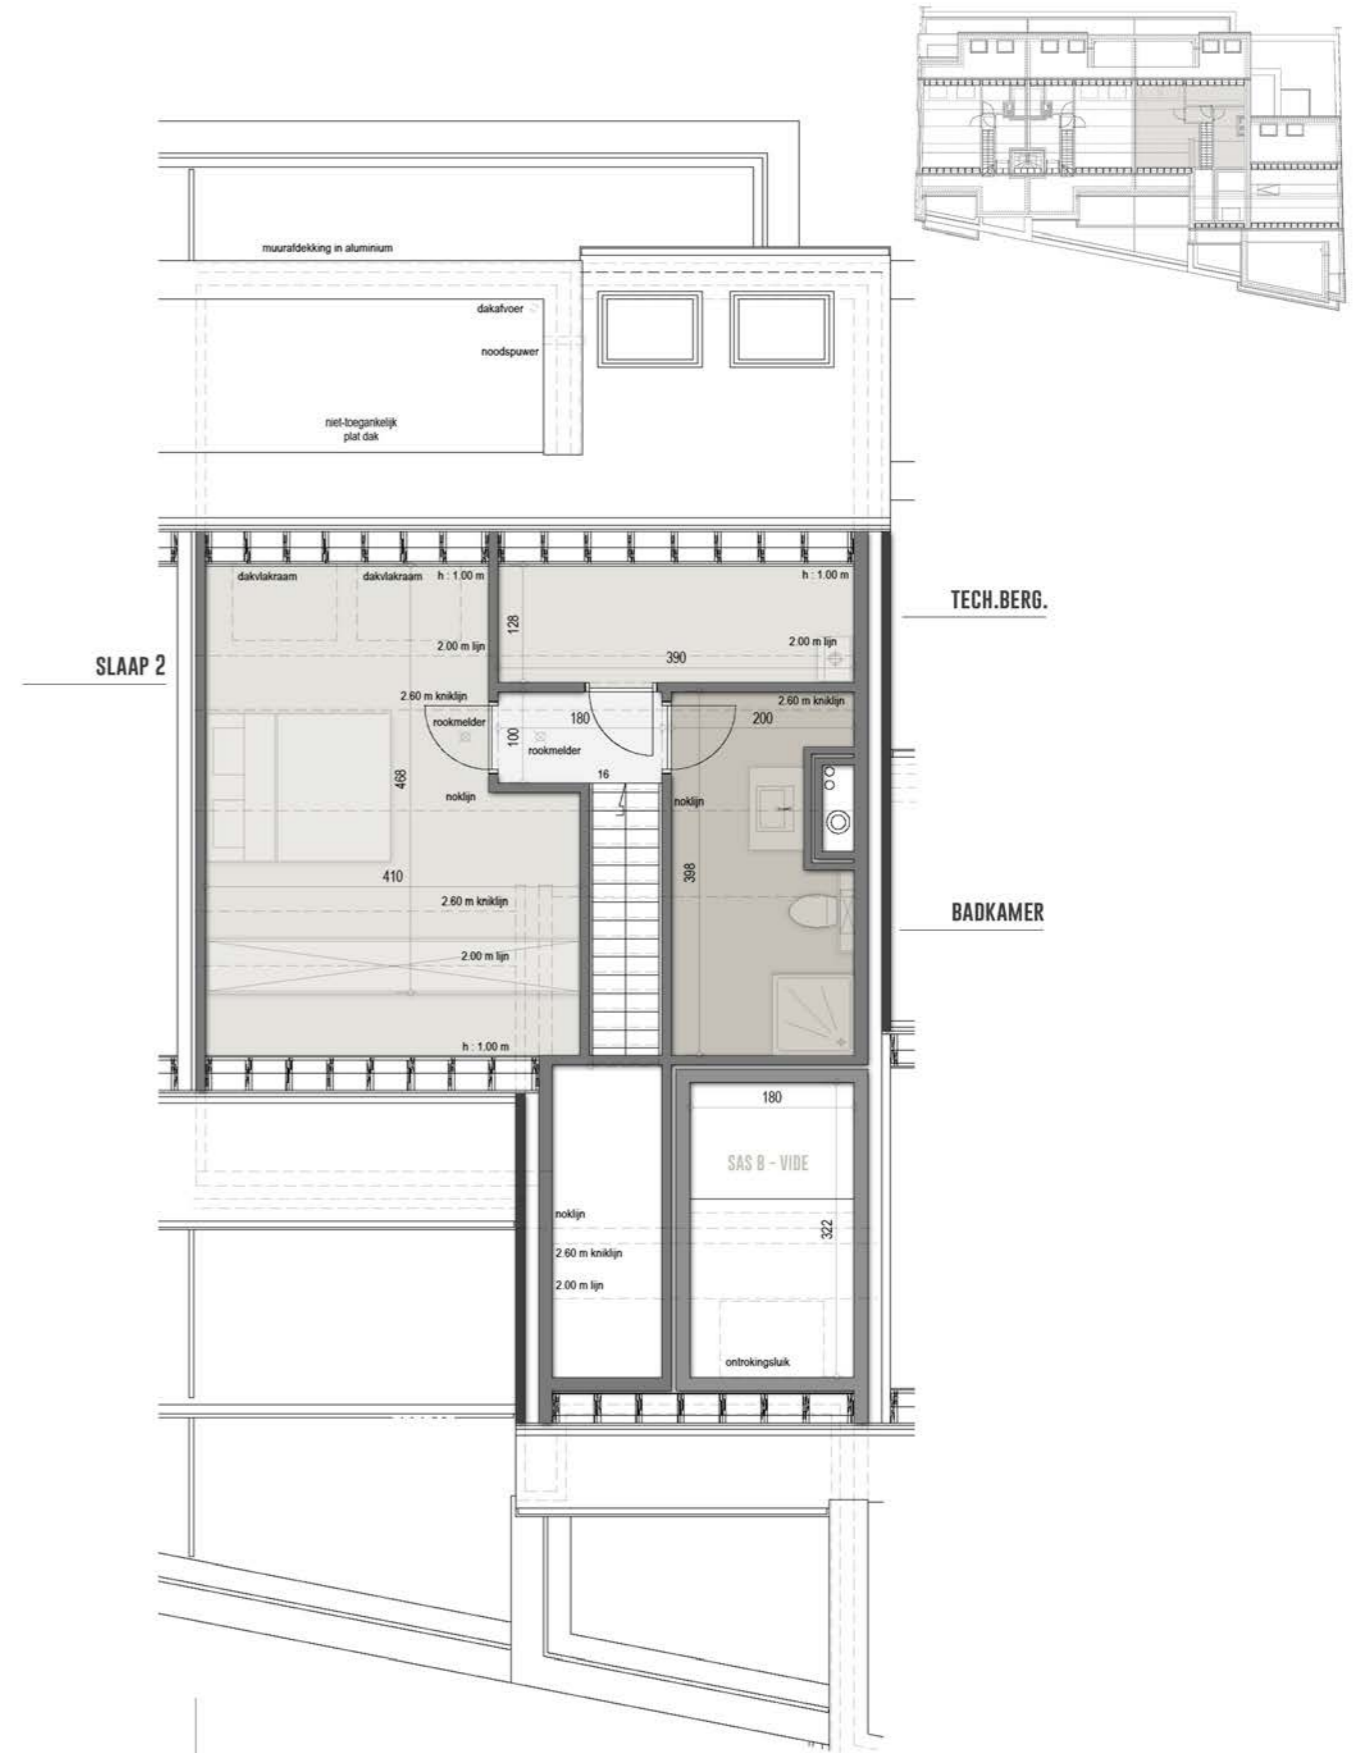 muurafdekking in aluminium
dakafvoer
noodspuwer
niet-toegankelijk
plat dak
dakvlakraam
dakvlakraam
h : 1.00 m
h : 1.00 m
TECH.BERG.
128
2.00 m lijn
2.00 m lijn
390
SLAAP 2
2.60 m kniklijn
2.60 m kniklijn
rookmelder
180
200
100
rookmelder
468
16
noklijn
noklijn
410
398
2.60 m kniklijn
BADKAMER
2.00 m lijn
h : 1.00 m
180
SAS B - VIDE
noklijn
322
2.60 m kniklijn
2.00 m lijn
ontrokingsluik